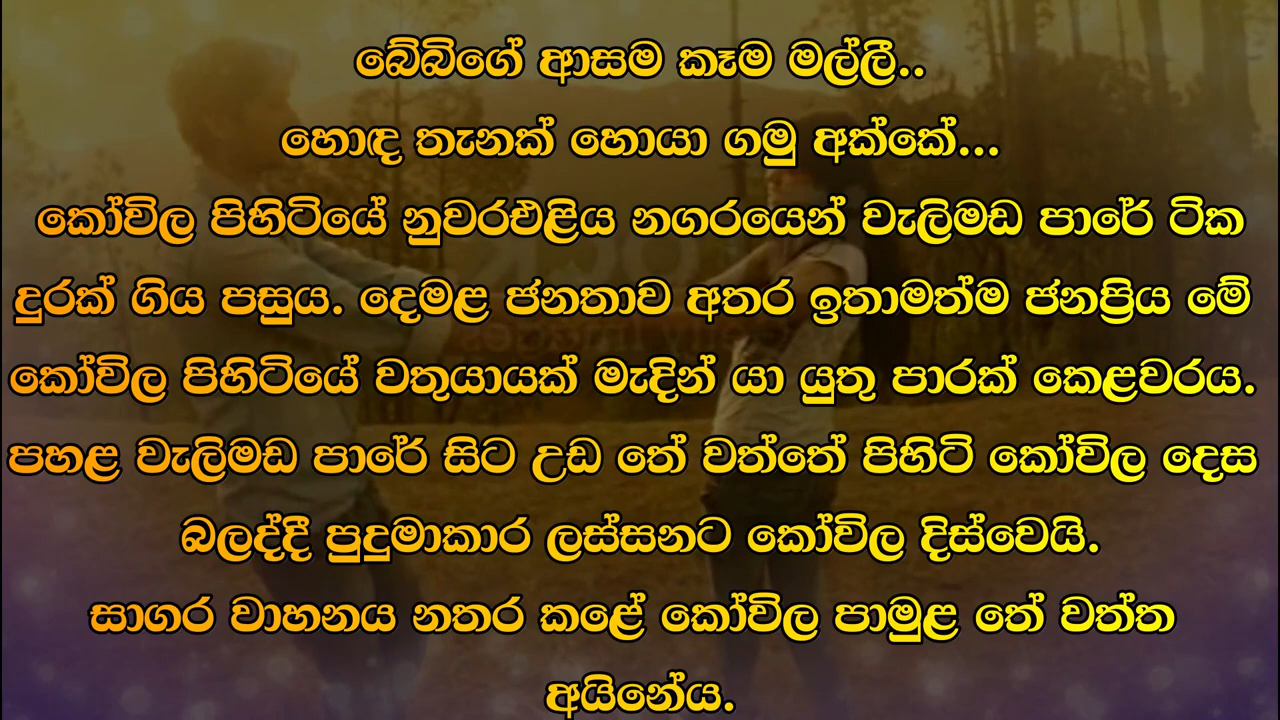 බේබිගේ ආසම කෑම මල්ලී..
හොඳ තැනක් හොයා ගමු අක්කේ...
කෝවිල පිහිටියේ නුවරඑළිය නගරයෙන් වැලිමඩ පාරේ ටික
දුරක් ගිය පසුය. දෙමළ ජනතාව අතර ඉතාමත්ම ජනප්‍රිය මේ
කෝවිල පිහිටියේ වතුයායක් මැදින් යා යුතු පාරක් කෙළවරය.
පහළ වැලිමඩ පාරේ සිට උඩ තේ වත්තේ පිහිටි කෝවිල දෙස
බලද්දී පුදුමාකාර ලස්සනට කෝවිල දිස්වෙයි.
සාගර වාහනය නතර කළේ කෝවිල පාමුළ තේ වත්ත
අයිනේය.